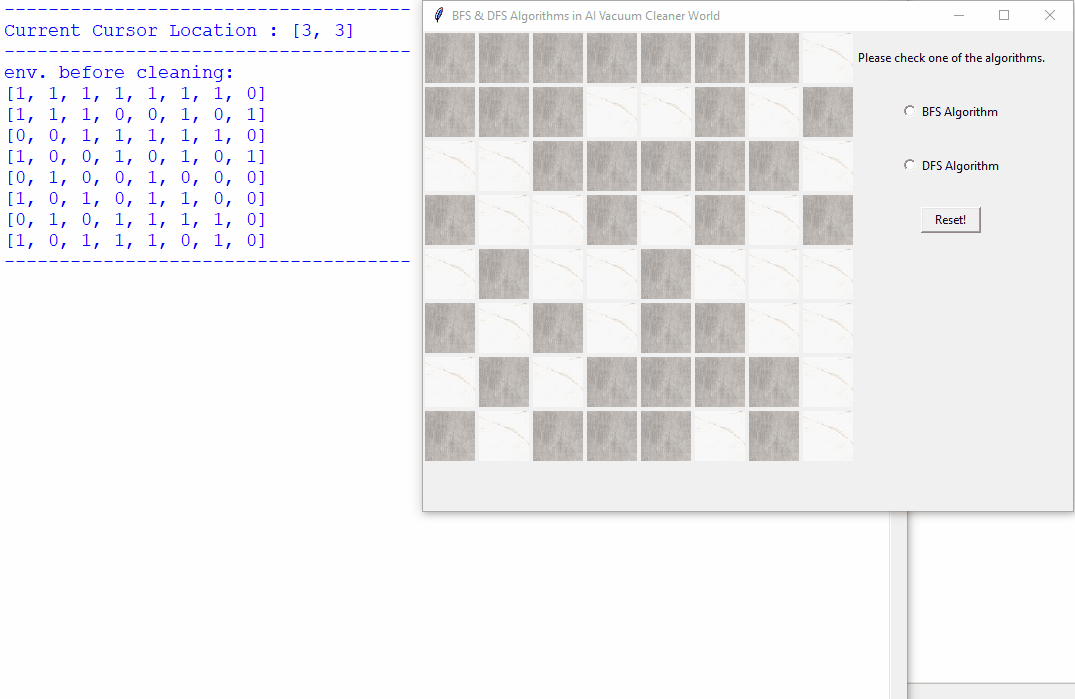 -------------------------------------
Current Cursor Location : [3, 3]
-------------------------------------
env. before cleaning:
[1, 1, 1, 1, 1, 1, 1, 0]
[1, 1, 1, 0, 0, 1, 0, 1]
[0, 0, 1, 1, 1, 1, 1, 0]
[1, 0, 0, 1, 0, 1, 0, 1]
[0, 1, 0, 0, 1, 0, 0, 0]
[1, 0, 1, 0, 1, 1, 0, 0]
[0, 1, 0, 1, 1, 1, 1, 0]
[1, 0, 1, 1, 1, 0, 1, 0]
-------------------------------------
BFS & DFS Algorithms in AI Vacuum Cleaner World
Please check one of the algorithms.
BFS Algorithm
DFS Algorithm
Reset!